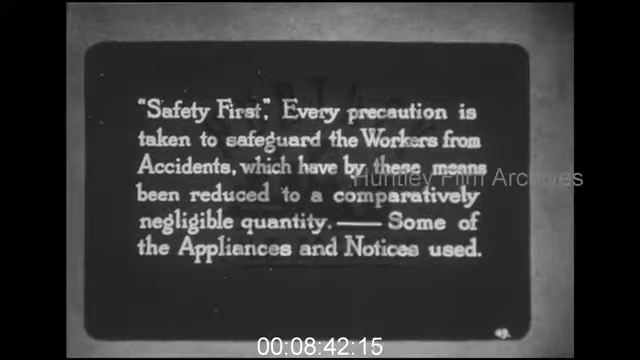 "Safety First", Every precaution is
taken to safeguard the Workers from
Accidents, which have by these means
been reduced to a comparatively
negligible quantity. — Some of
the Appliances and Notices used.
Huntley Film Archives
00:08:42:15